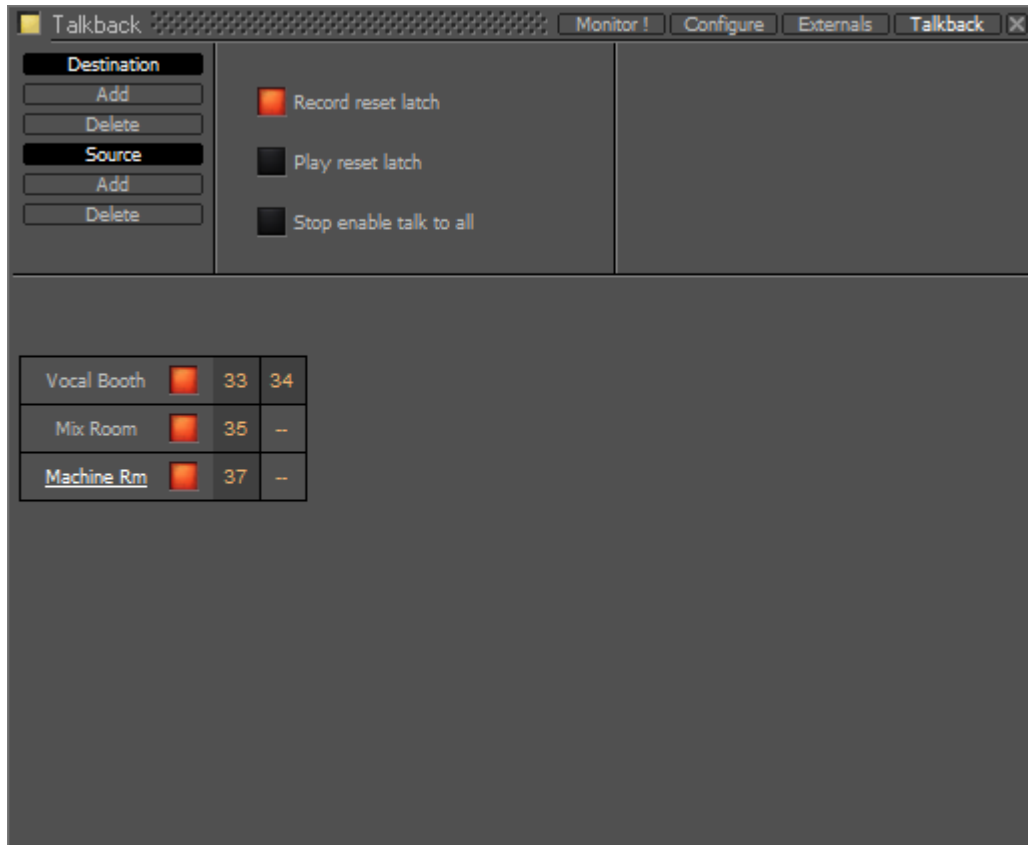 Talkback Monitor ! Configure Externals Talkback
Destination
Add
Delete
Source
Add
Delete
Record reset latch
Play reset latch
Stop enable talk to all
Vocal Booth 33 34
Mix Room 35 --
Machine Rm 37 --